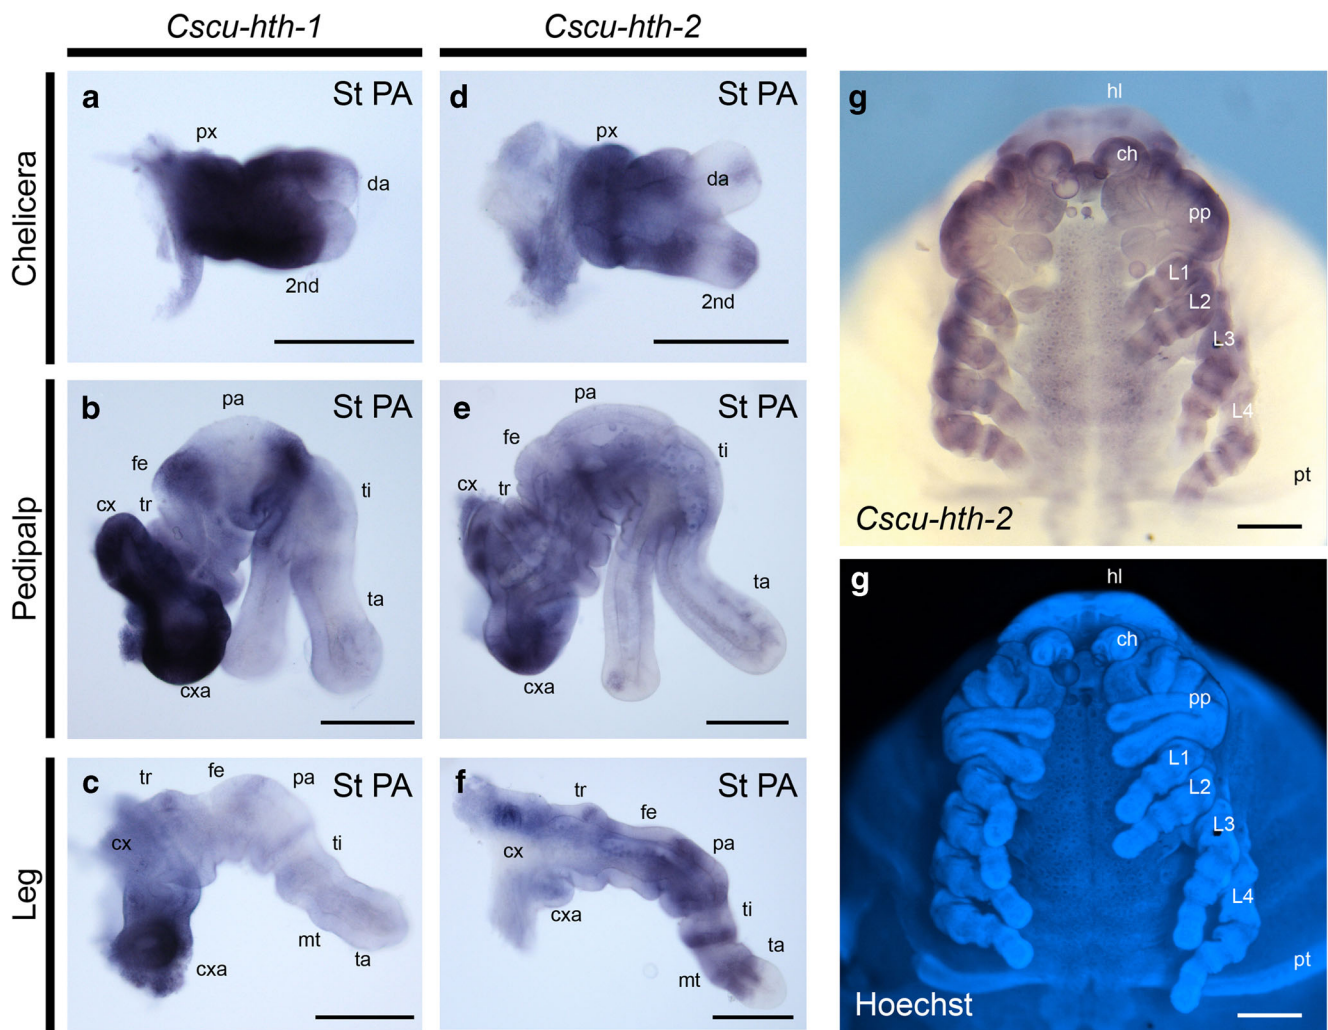 Cscu-hth-1
Cscu-hth-2
Chelicera
Pedipalp
Leg
a
St PA
px
da
2nd
d
St PA
px
da
2nd
b
St PA
pa
fe
tr
cx
ti
ta
cxa
e
St PA
pa
fe
tr
cx
ti
ta
cxa
c
St PA
tr
fe
pa
cx
ti
mt
ta
cxa
f
St PA
tr
fe
pa
cx
cxa
ti
ta
mt
g
hl
ch
pp
L1
L2
L3
L4
pt
Cscu-hth-2
g
hl
ch
pp
L1
L2
L3
L4
pt
Hoechst